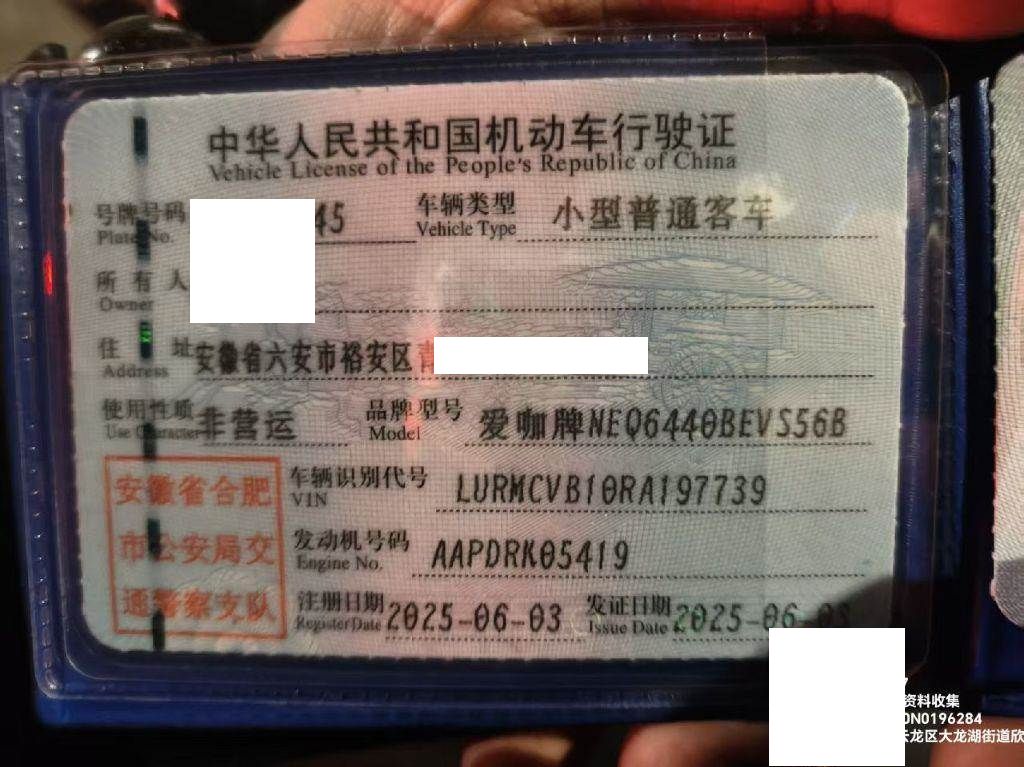 中华人民共和国机动车行驶证
Vehicle License of the People's Republic of China
号牌号码 45 车辆类型 小型普通客车
Plate No. Vehicle Type
所有人
Owner
住址 安徽省六安市裕安区
Address
使用性质 非营运 品牌型号 爱咖牌NEQ6440BEVS56B
Use Character Model
安徽省合肥市公安局交通警察支队
车辆识别代号 LURMCVB10RA197739
VIN
发动机号码 AAPDRK05419
Engine No.
注册日期 2025-06-03 发证日期 2025-06-03
Register Date Issue Date
资料收集
0N0196284
云龙区大龙湖街道欣